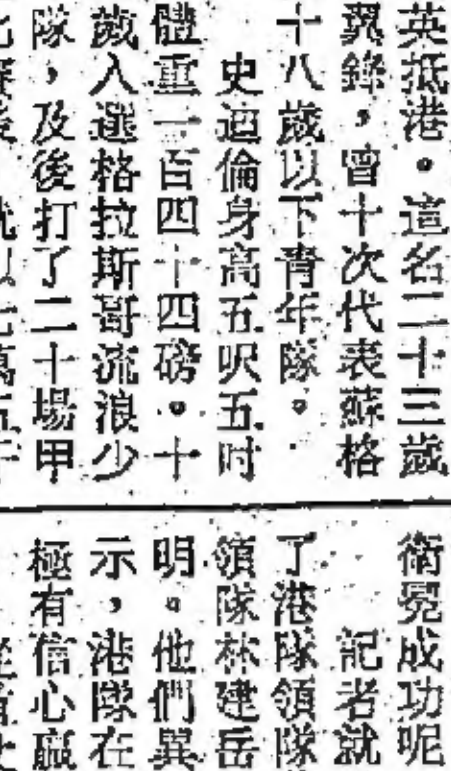 英抵港。這名二十三歲
翼鋒，曾十次代表蘇格
十八歲以下青年隊。
史迪倫身高五呎五吋
體重一百四十四磅。十
歲入選格拉斯哥流浪少
隊，及後打了二十場甲
衛冕成功呢
記者就
了港隊領隊
領隊林建岳
明。他們異
示，港隊在
極有信心贏